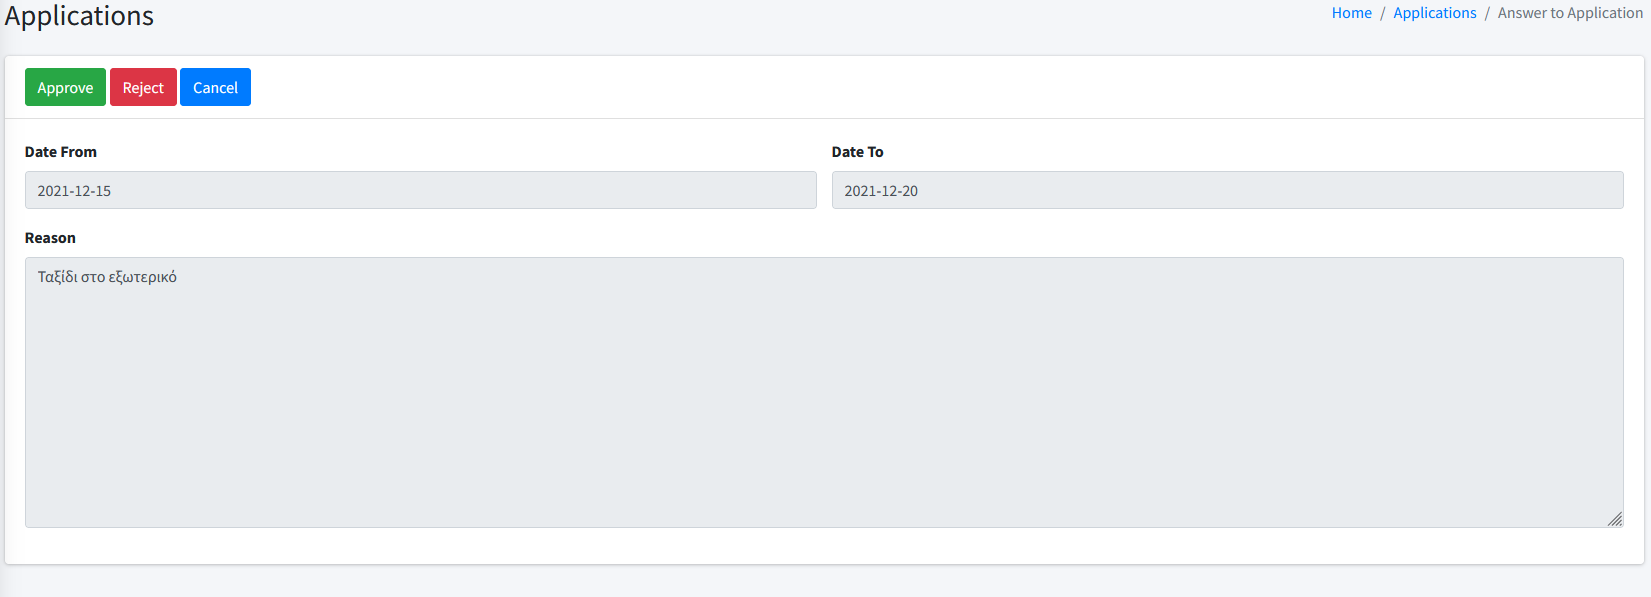 Applications
Home / Applications / Answer to Application
Approve Reject Cancel
Date From
Date To
2021-12-15
2021-12-20
Reason
Ταξίδι στο εξωτερικό